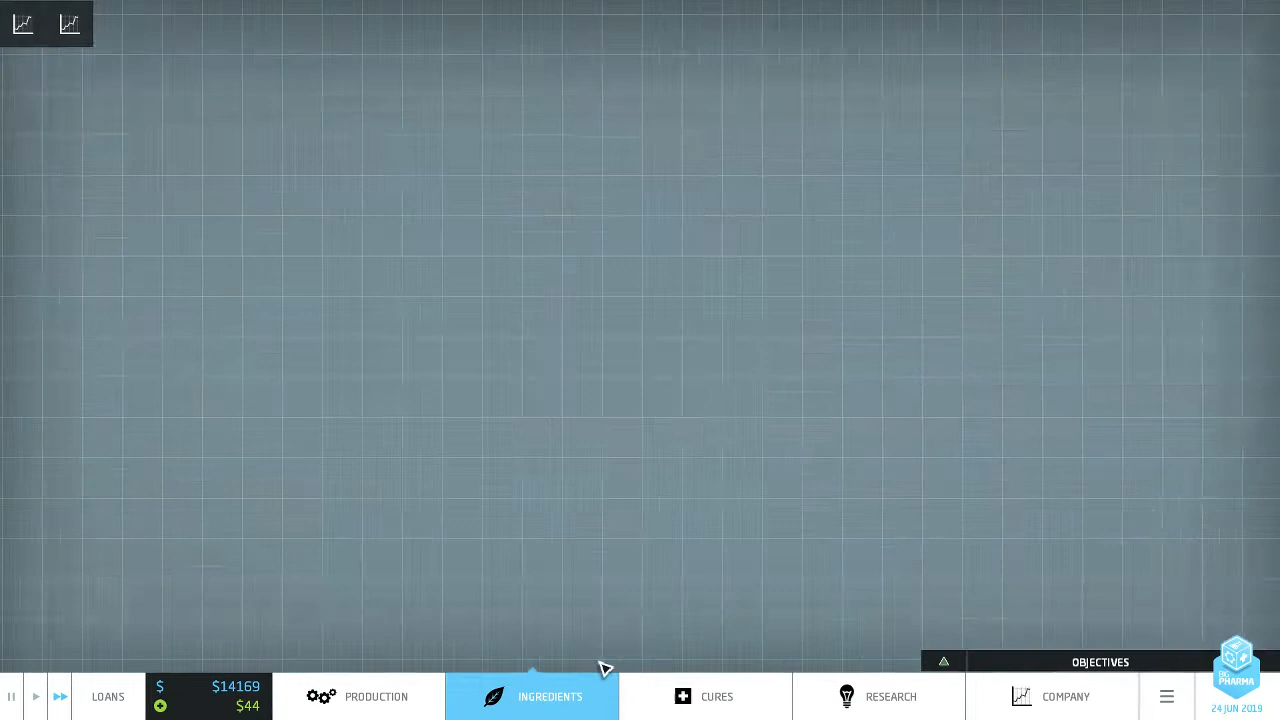 OBJECTIVES
LOANS
$ $14169
$44
PRODUCTION
INGREDIENTS
CURES
RESEARCH
COMPANY
BIG PHARMA
24 JUN 2019